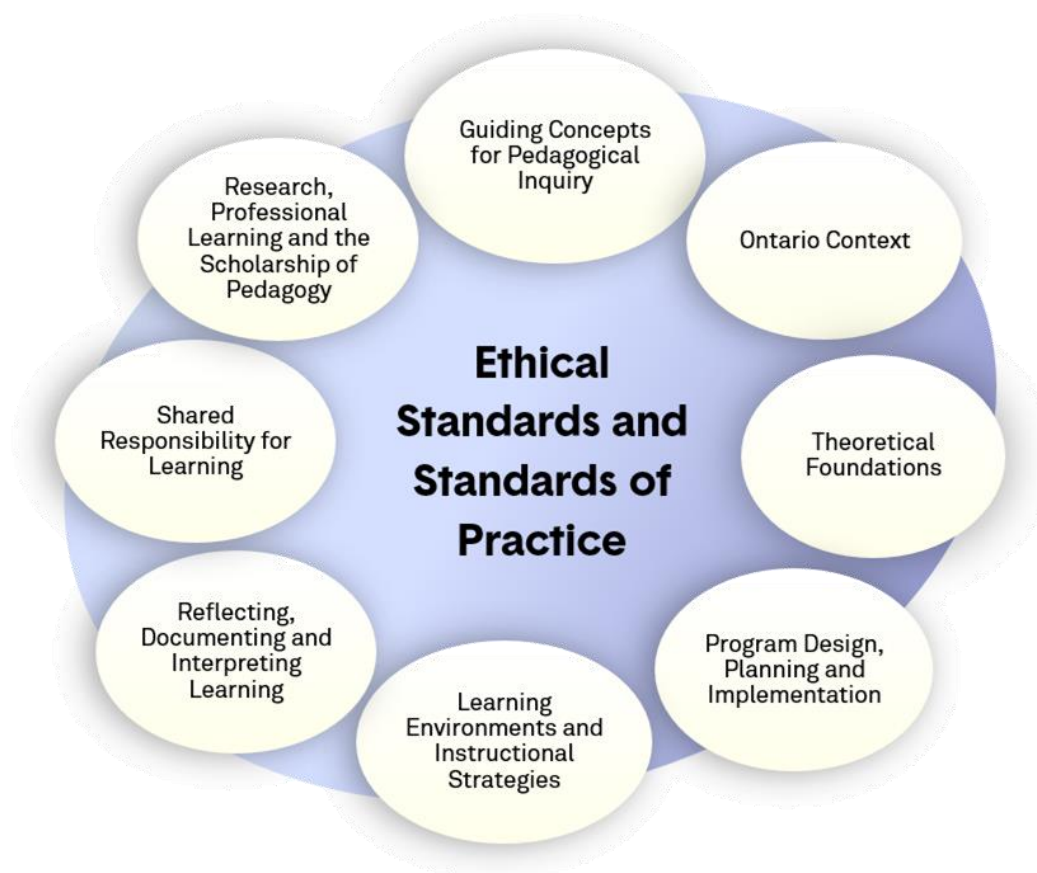 Guiding Concepts
for Pedagogical
Inquiry
Ontario Context
Theoretical
Foundations
Program Design,
Planning and
Implementation
Learning
Environments and
Instructional
Strategies
Reflecting,
Documenting and
Interpreting
Learning
Shared
Responsibility for
Learning
Research,
Professional
Learning and the
Scholarship of
Pedagogy
Ethical
Standards and
Standards of
Practice